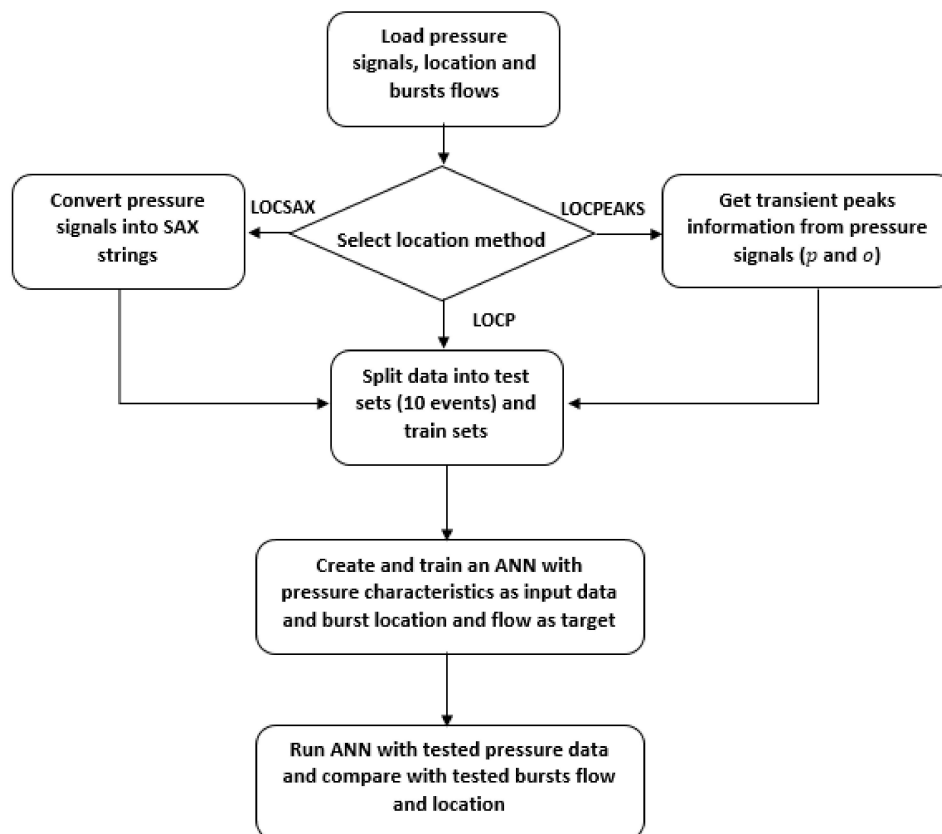 Load pressure
signals, location and
bursts flows
Convert pressure
signals into SAX
strings
LOCSAX
Select location method
LOCPEAKS
Get transient peaks
information from pressure
signals (p and o)
LOCP
Split data into test
sets (10 events) and
train sets
Create and train an ANN with
pressure characteristics as input data
and burst location and flow as target
Run ANN with tested pressure data
and compare with tested bursts flow
and location